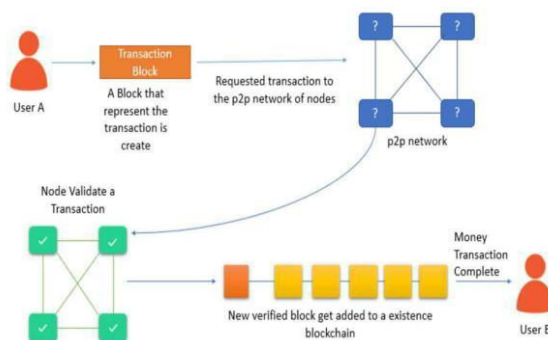 Transaction
Block
User A
A Block that
represent the
transaction is
create
Requested transaction to
the p2p network of nodes
?
?
?
?
p2p network
Node Validate a
Transaction
Money
Transaction
Complete
New verified block get added to a existence
blockchain
User B